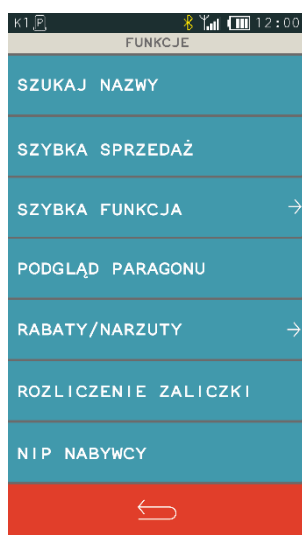 K1 P 12:00
FUNKCJE
SZUKAJ NAZWY
SZYBKA SPRZEDAŻ
SZYBKA FUNKCJA
PODGLĄD PARAGONU
RABATY/NARZUTY
ROZLICZENIE ZALICZKI
NIP NABYWCY